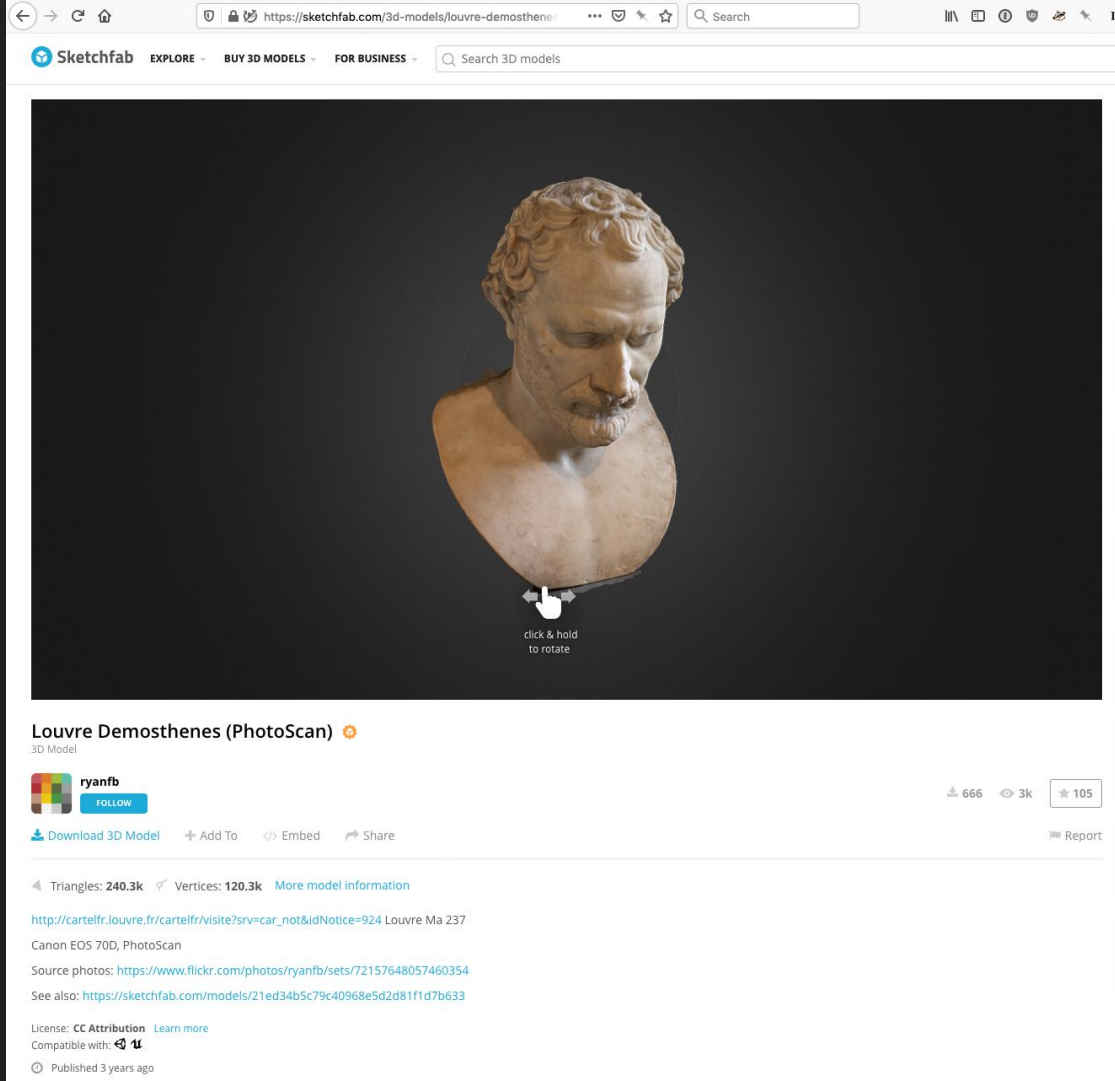 https://sketchfab.com/3d-models/louvre-demosthenes
Search
Sketchfab EXPLORE BUY 3D MODELS FOR BUSINESS Search 3D models
click & hold
to rotate
Louvre Demosthenes (PhotoScan)
3D Model
ryanfb
FOLLOW
666 3k 105
Download 3D Model Add To </> Embed Share Report
Triangles: 240.3k Vertices: 120.3k More model information
http://cartelfr.louvre.fr/cartelfr/visite?srv=car_not&idNotice=924 Louvre Ma 237
Canon EOS 70D, PhotoScan
Source photos: https://www.flickr.com/photos/ryanfb/sets/72157648057460354
See also: https://sketchfab.com/models/21ed34b5c79c40968e5d2d81f1d7b633
License: CC Attribution Learn more
Compatible with:
Published 3 years ago